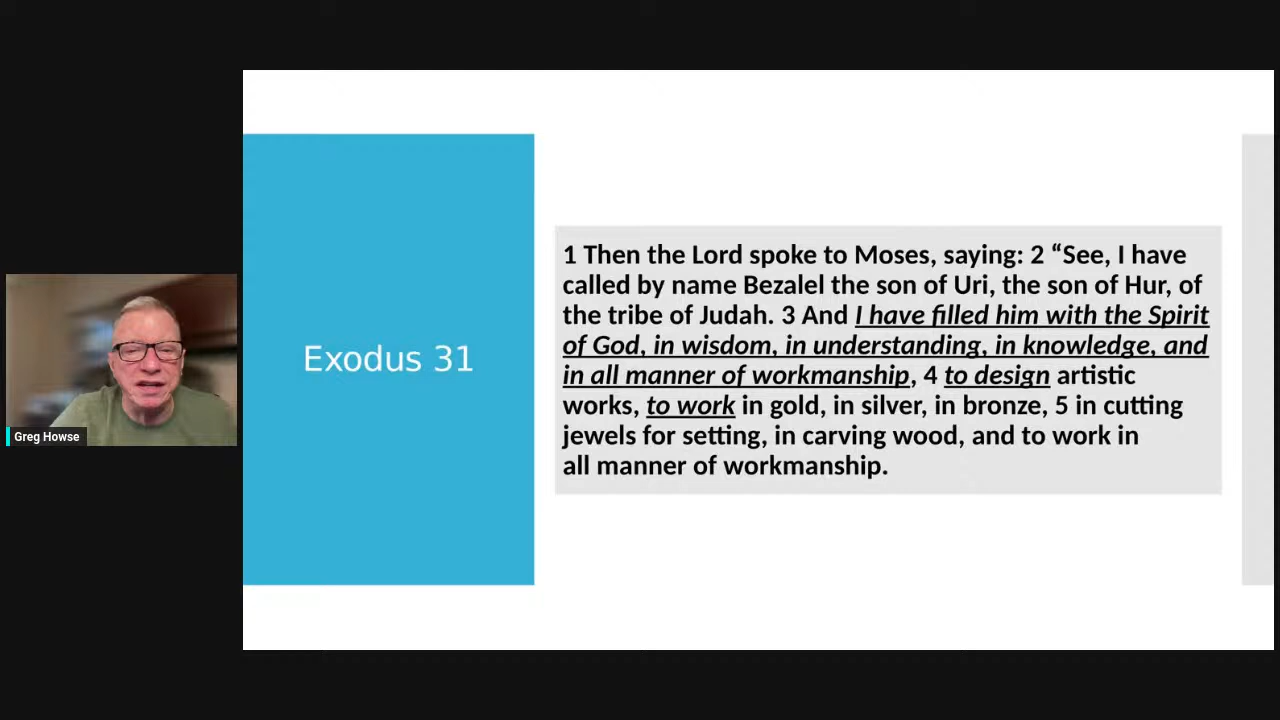 Exodus 31
1 Then the Lord spoke to Moses, saying: 2 “See, I have
called by name Bezalel the son of Uri, the son of Hur, of
the tribe of Judah. 3 And I have filled him with the Spirit
of God, in wisdom, in understanding, in knowledge, and
in all manner of workmanship, 4 to design artistic
works, to work in gold, in silver, in bronze, 5 in cutting
jewels for setting, in carving wood, and to work in
all manner of workmanship.
Greg Howse